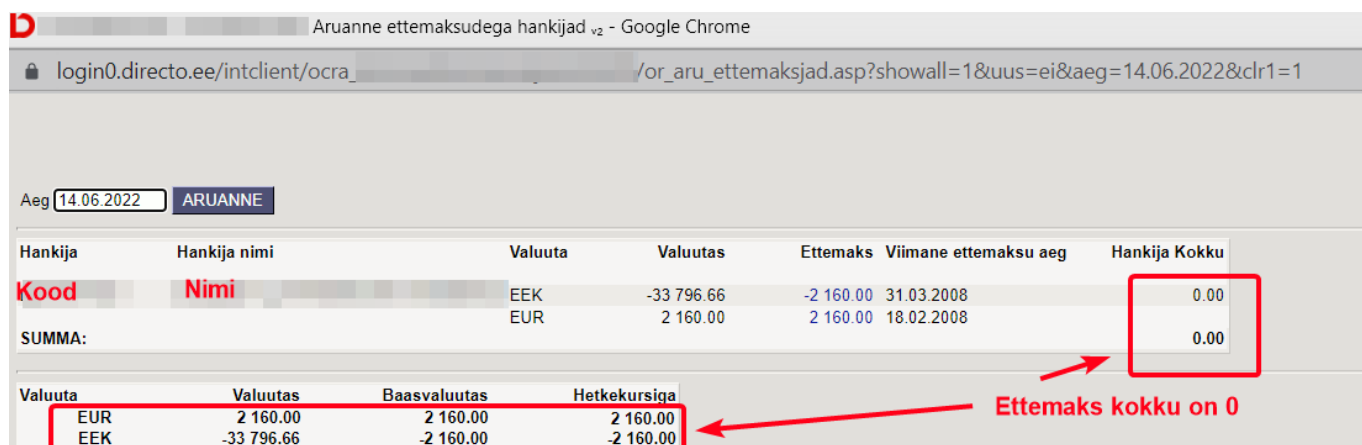 Aruanne ettemaksudega hankijad v2 - Google Chrome
login0.directo.ee/intclient/ocra_ /or_aru_ettemaksjad.asp?showall=1&uus=ei&aeg=14.06.2022&clr1=1
Aeg 14.06.2022 ARUANNE
Hankija Hankija nimi Valuuta Valuutas Ettemaks Viimane ettemaksu aeg Hankija Kokku
Kood Nimi EEK -33 796.66 -2 160.00 31.03.2008 0.00
EUR 2 160.00 2 160.00 18.02.2008
SUMMA: 0.00
Valuuta Valuutas Baasvaluutas Hetkekursiga
EUR 2 160.00 2 160.00 2 160.00
EEK -33 796.66 -2 160.00 -2 160.00
Ettemaks kokku on 0